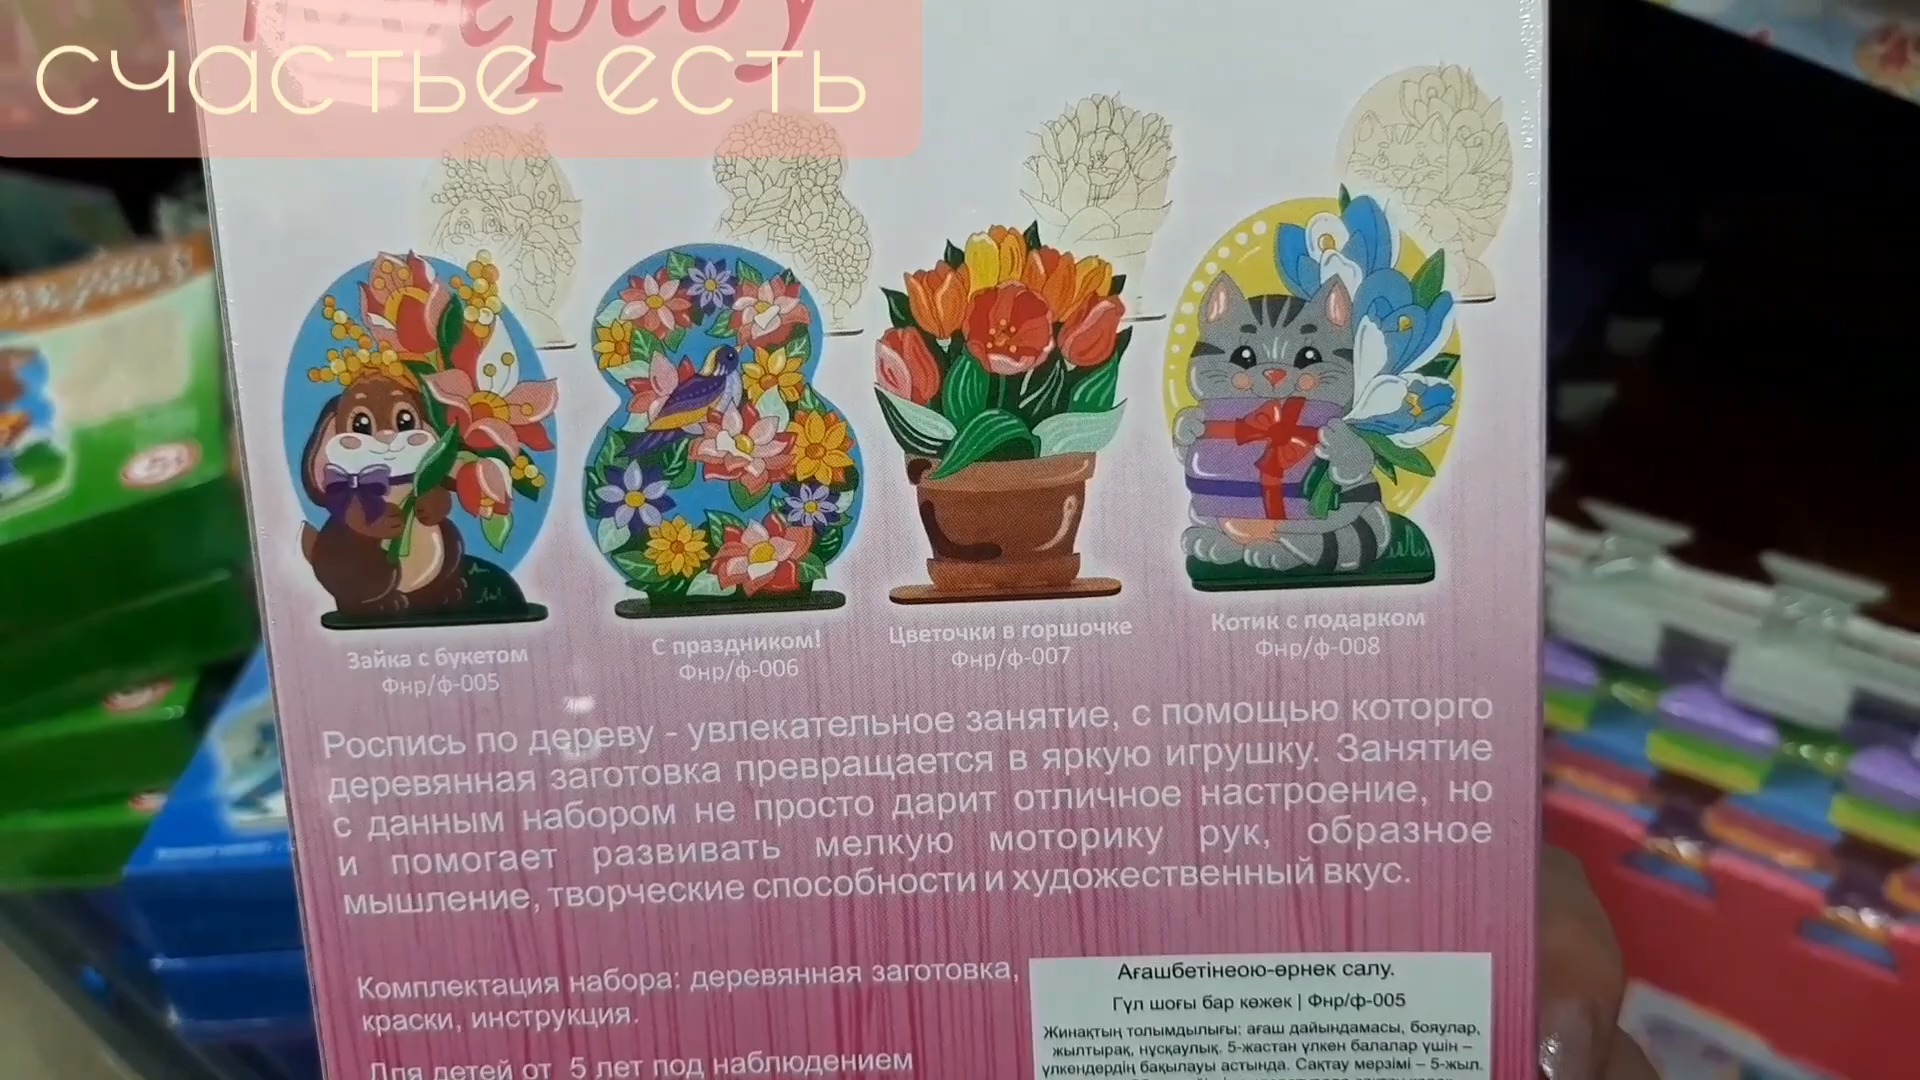 по дереву
счастье есть
Зайка с букетом
Фнр/ф-005
С праздником!
Фнр/ф-006
Цветочки в горшочке
Фнр/ф-007
Котик с подарком
Фнр/ф-008
Роспись по дереву - увлекательное занятие, с помощью которго
деревянная заготовка превращается в яркую игрушку. Занятие
с данным набором не просто дарит отличное настроение, но
и помогает развивать мелкую моторику рук, образное
мышление, творческие способности и художественный вкус.
Комплектация набора: деревянная заготовка,
краски, инструкция.
Для детей от 5 лет под наблюдением
Ағашбетінеою-өрнек салу.
Гүл шоғы бар көжек | Фнр/ф-005
Жинақтың толымдылығы: ағаш дайындамасы, бояулар,
жылтырақ, нұсқаулық. 5-жастан үлкен балалар үшін –
үлкендердің бақылауы астында. Сақтау мерзімі – 5-жыл.